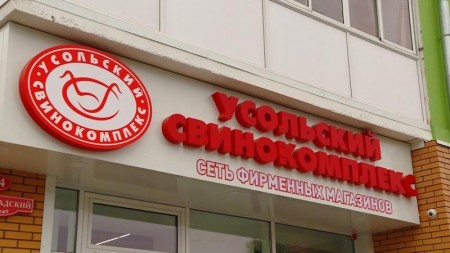 УСОЛЬСКИЙ
СВИНОКОМПЛЕКС
УСОЛЬСКИЙ
СВИНОКОМПЛЕКС
СЕТЬ ФИРМЕННЫХ МАГАЗИНОВ